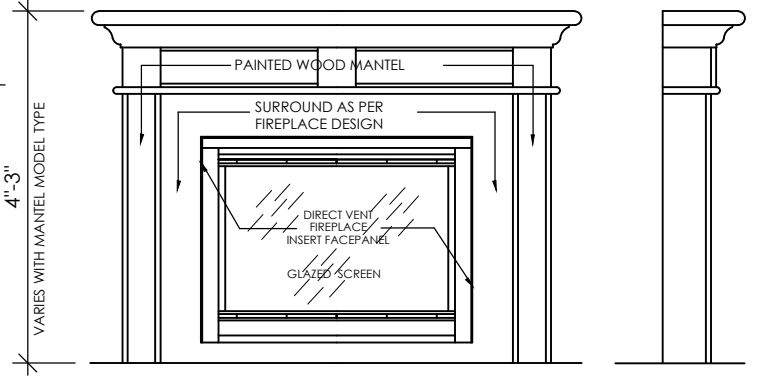 PAINTED WOOD MANTEL
SURROUND AS PER
FIREPLACE DESIGN
DIRECT VENT
FIREPLACE
INSERT FACEPANEL
GLAZED SCREEN
4"-3"
VARIES WITH MANTEL MODEL TYPE